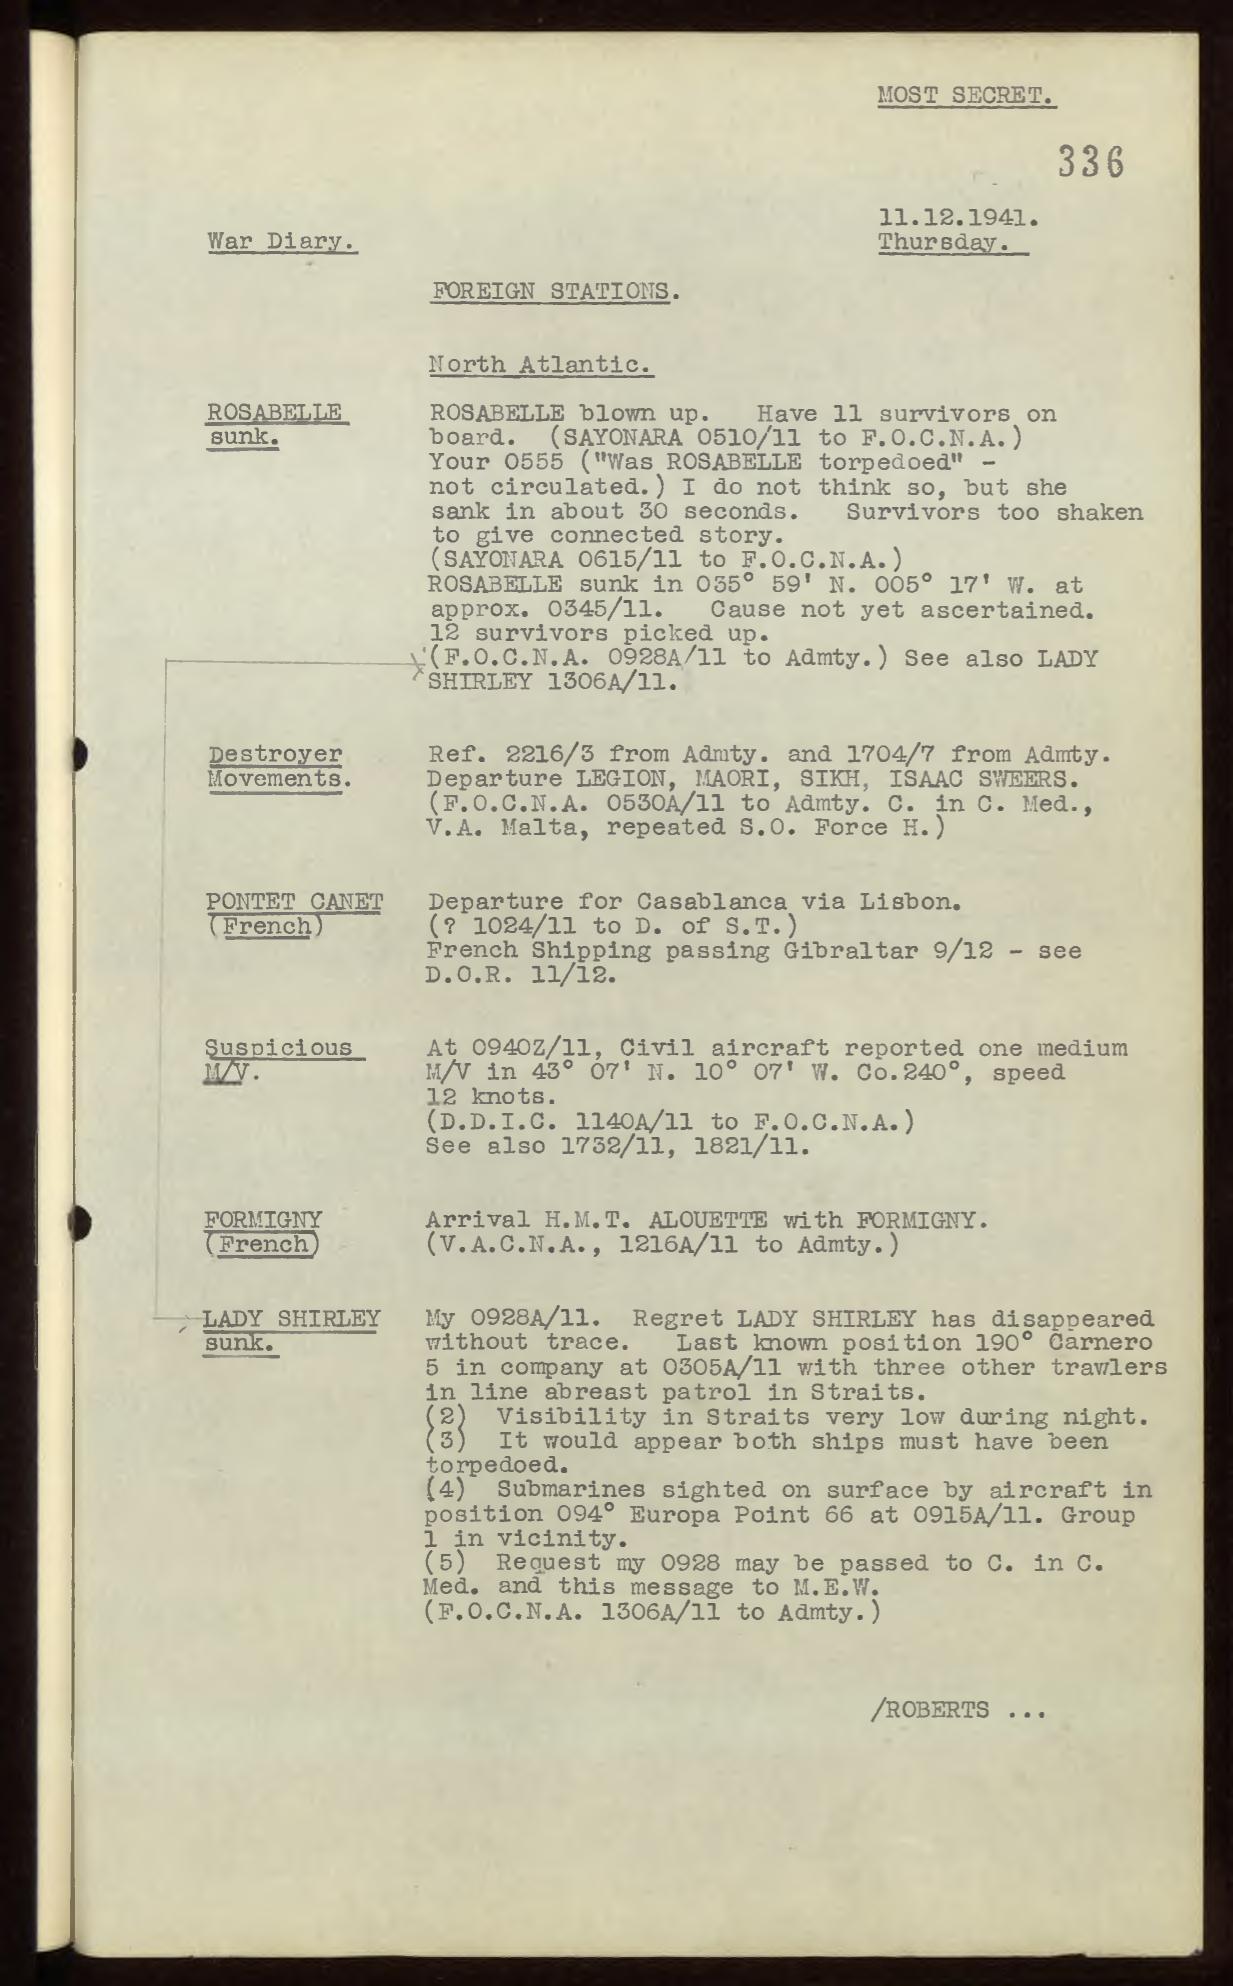 MOST SECRET.
336
11.12.1941.
War Diary.
Thursday.
FOREIGN STATIONS.
North Atlantic.
ROSABELLE
sunk.
ROSABELLE blown up. Have 11 survivors on
board. (SAYONARA 0510/11 to F.O.C.N.A.)
Your 0555 ("Was ROSABELLE torpedoed" -
not circulated.) I do not think so, but she
sank in about 30 seconds. Survivors too shaken
to give connected story.
(SAYONARA 0615/11 to F.O.C.N.A.)
ROSABELLE sunk in 035° 59' N. 005° 17' W. at
approx. 0345/11. Cause not yet ascertained.
12 survivors picked up.
(F.O.C.N.A. 0928A/11 to Admty.) See also LADY
SHIRLEY 1306A/11.
Destroyer
Movements.
Ref. 2216/3 from Admty. and 1704/7 from Admty.
Departure LEGION, MAORI, SIKH, ISAAC SWEERS.
(F.O.C.N.A. 0530A/11 to Admty. C. in C. Med.,
V.A. Malta, repeated S.O. Force H.)
PONTET CANET
(French)
Departure for Casablanca via Lisbon.
(? 1024/11 to D. of S.T.)
French Shipping passing Gibraltar 9/12 - see
D.O.R. 11/12.
Suspicious
M/V.
At 0940Z/11, Civil aircraft reported one medium
M/V in 43° 07' N. 10° 07' W. Co.240°, speed
12 knots.
(D.D.I.C. 1140A/11 to F.O.C.N.A.)
See also 1732/11, 1821/11.
FORMIGNY
(French)
Arrival H.M.T. ALOUETTE with FORMIGNY.
(V.A.C.N.A., 1216A/11 to Admty.)
LADY SHIRLEY
sunk.
My 0928A/11. Regret LADY SHIRLEY has disappeared
without trace. Last known position 190° Carnero
5 in company at 0305A/11 with three other trawlers
in line abreast patrol in Straits.
(2) Visibility in Straits very low during night.
(3) It would appear both ships must have been
torpedoed.
(4) Submarines sighted on surface by aircraft in
position 094° Europa Point 66 at 0915A/11. Group
1 in vicinity.
(5) Request my 0928 may be passed to C. in C.
Med. and this message to M.E.W.
(F.O.C.N.A. 1306A/11 to Admty.)
/ROBERTS ...